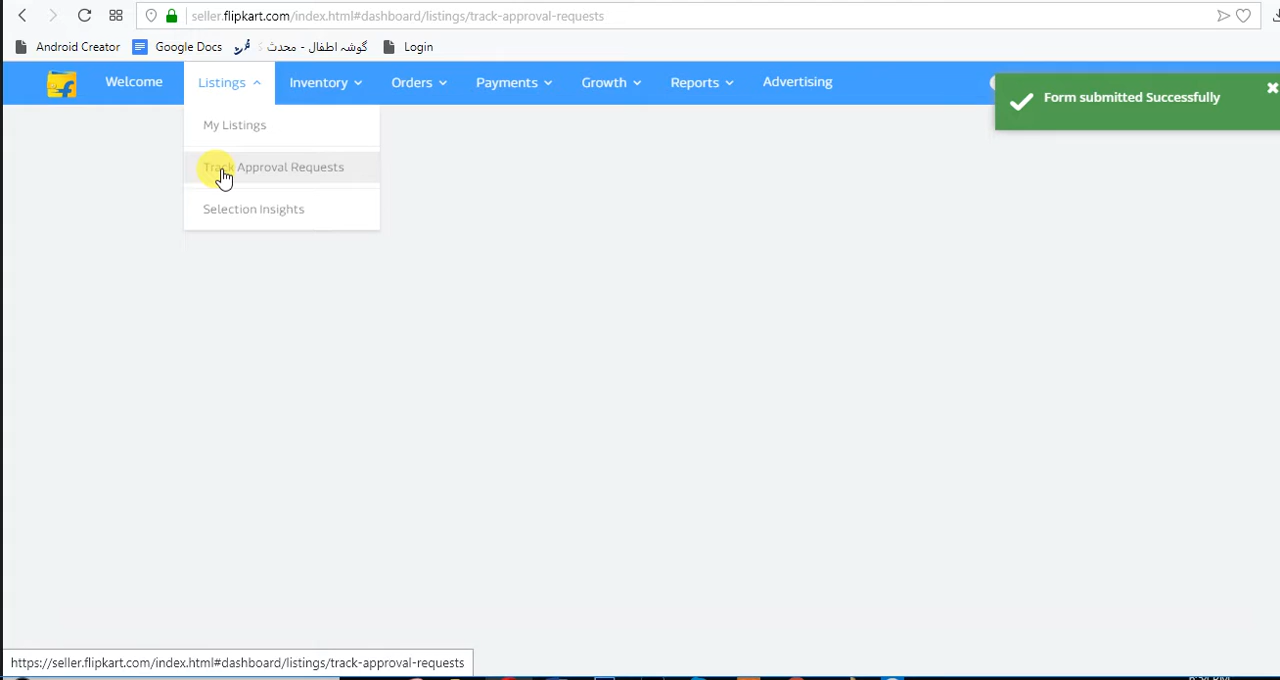 seller.flipkart.com/index.html#dashboard/listings/track-approval-requests
Android Creator Google Docs گوشہ اطفال - محدث Login
Welcome Listings Inventory Orders Payments Growth Reports Advertising
Form submitted Successfully
My Listings
Track Approval Requests
Selection Insights
https://seller.flipkart.com/index.html#dashboard/listings/track-approval-requests